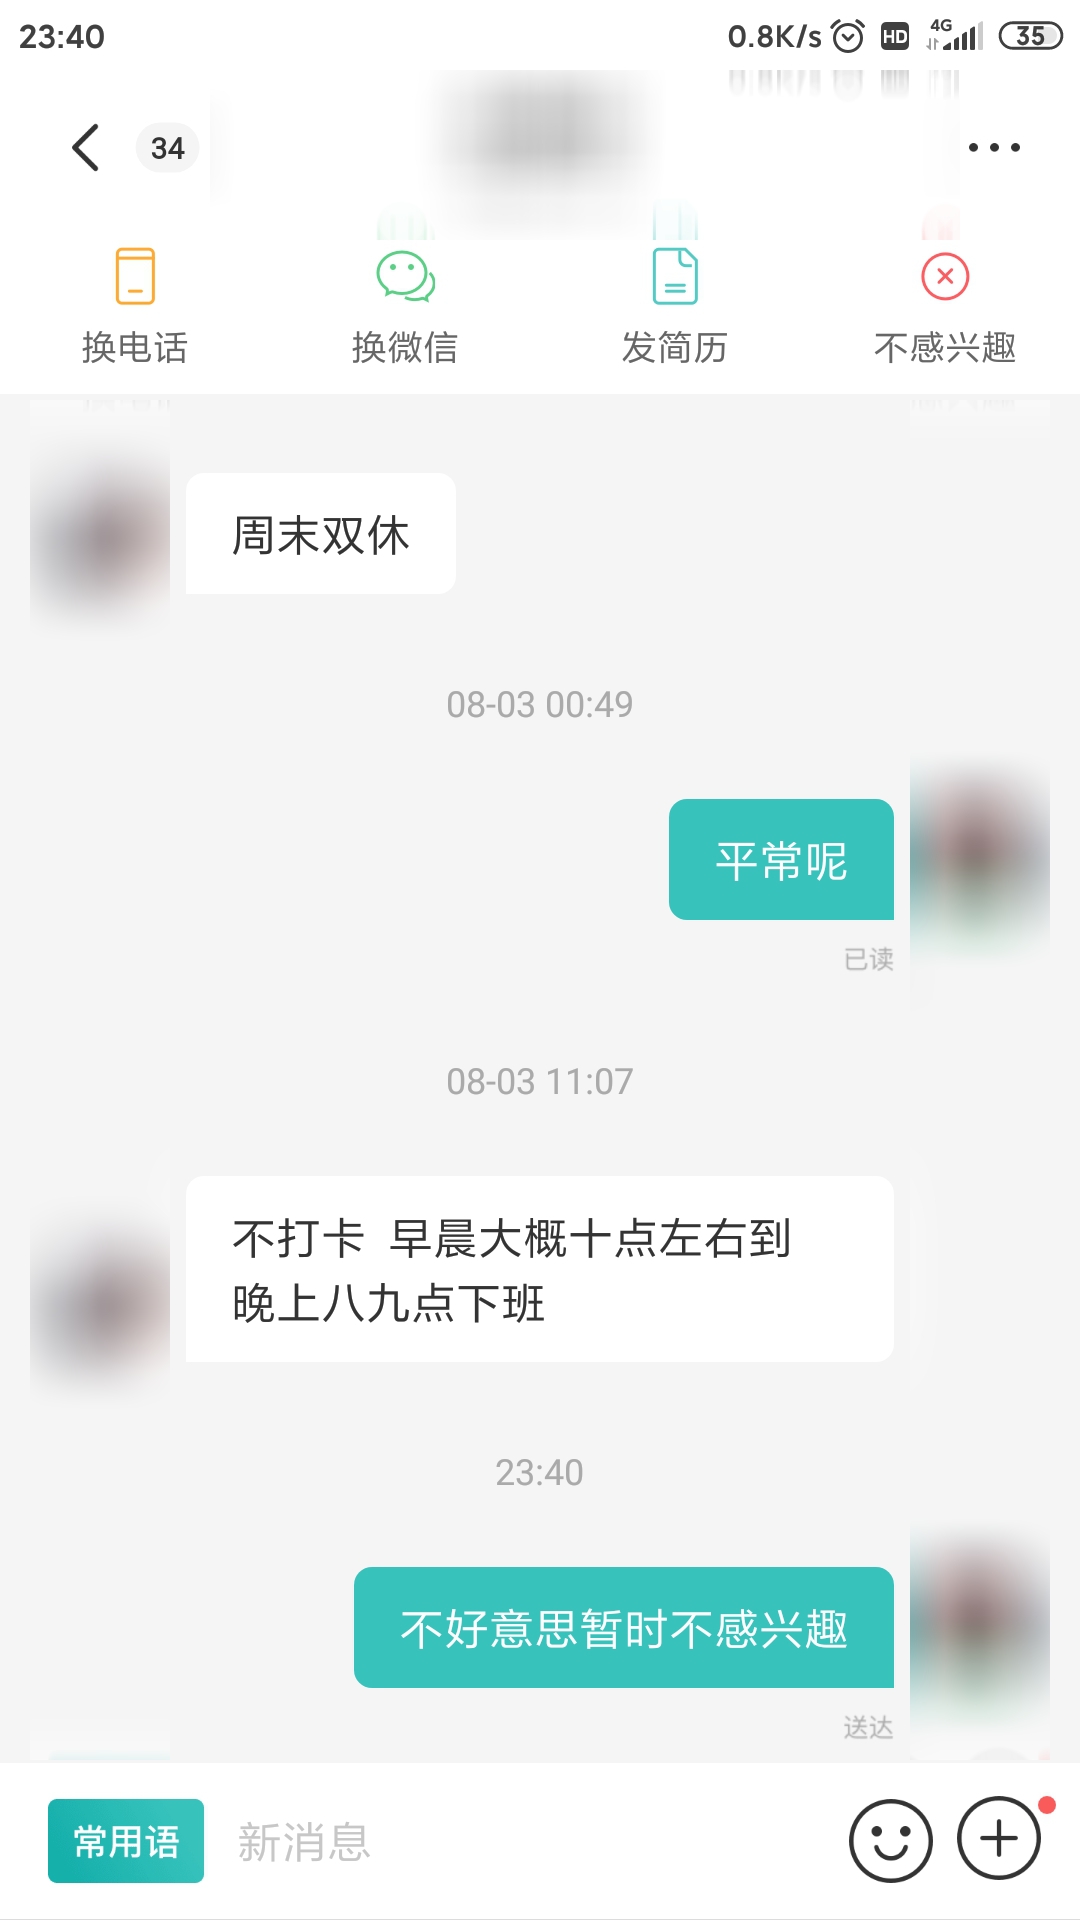 23:40 0.8K/s HD 4G 35
34
换电话 换微信 发简历 不感兴趣
周末双休
08-03 00:49
平常呢
已读
08-03 11:07
不打卡 早晨大概十点左右到
晚上八九点下班
23:40
不好意思暂时不感兴趣
送达
常用语 新消息